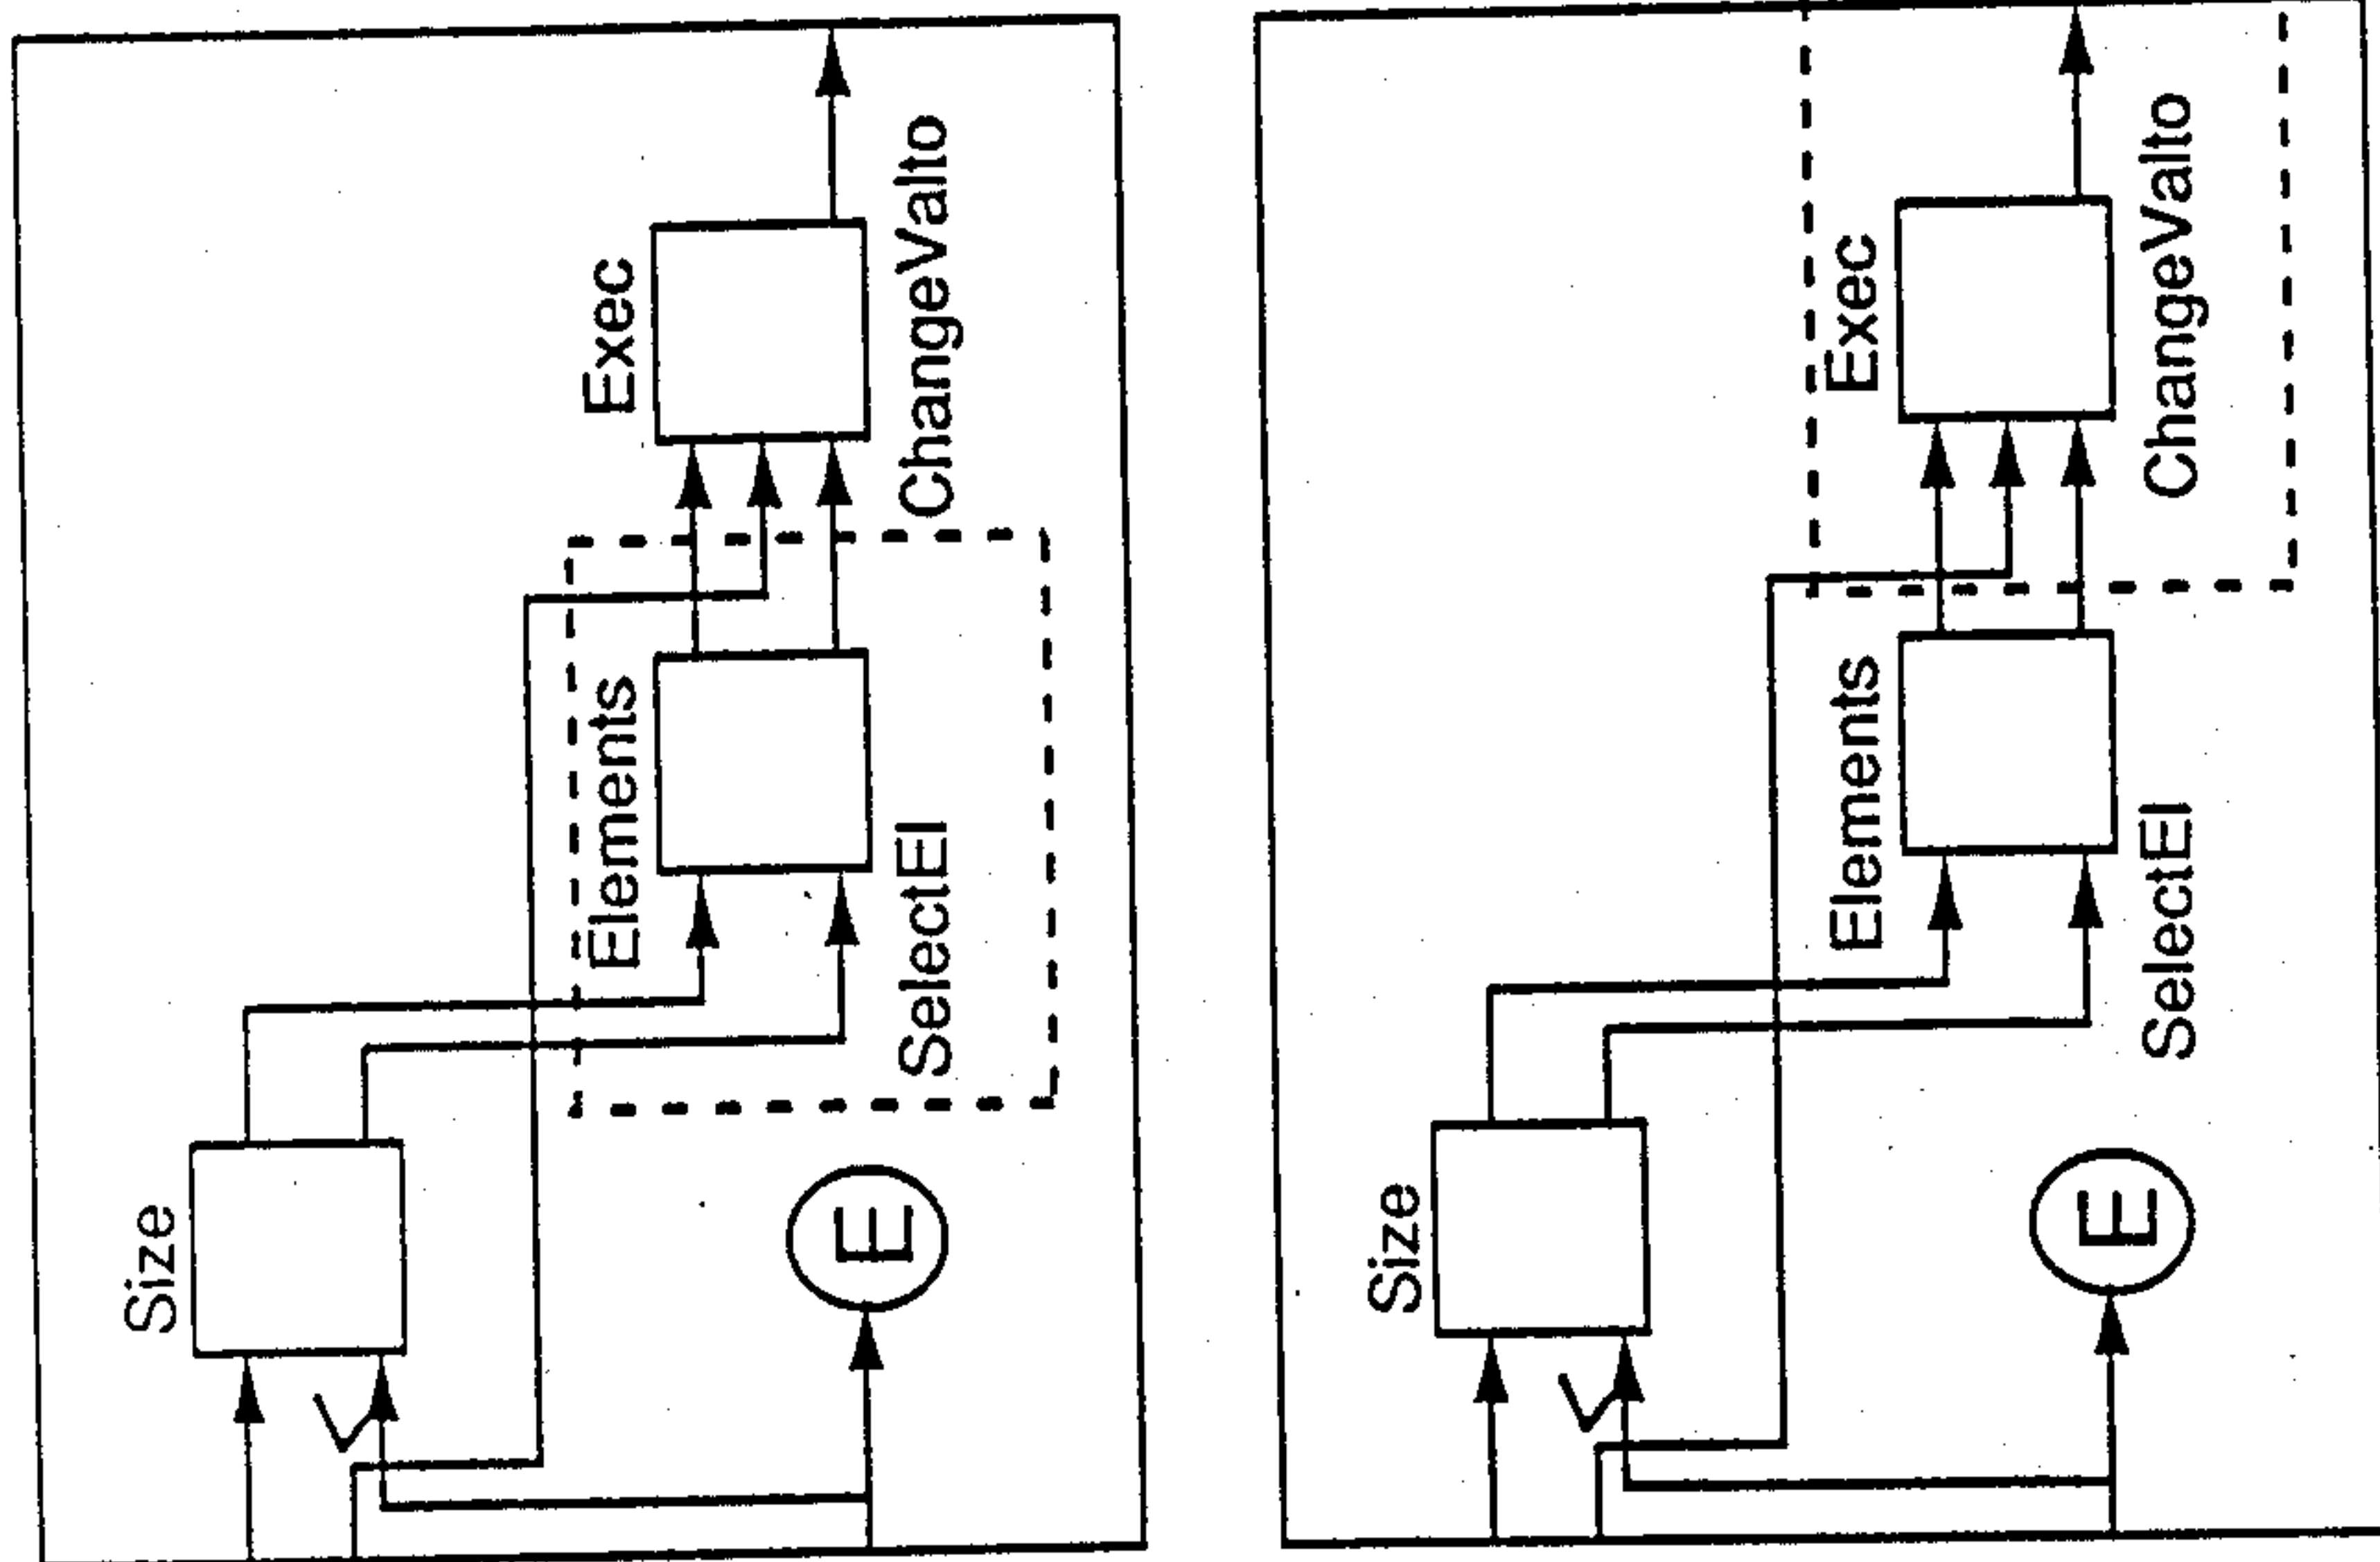 Size
Elements
Exec
E
SelectEl
ChangeValto
Size
Elements
Exec
E
SelectEl
ChangeValto